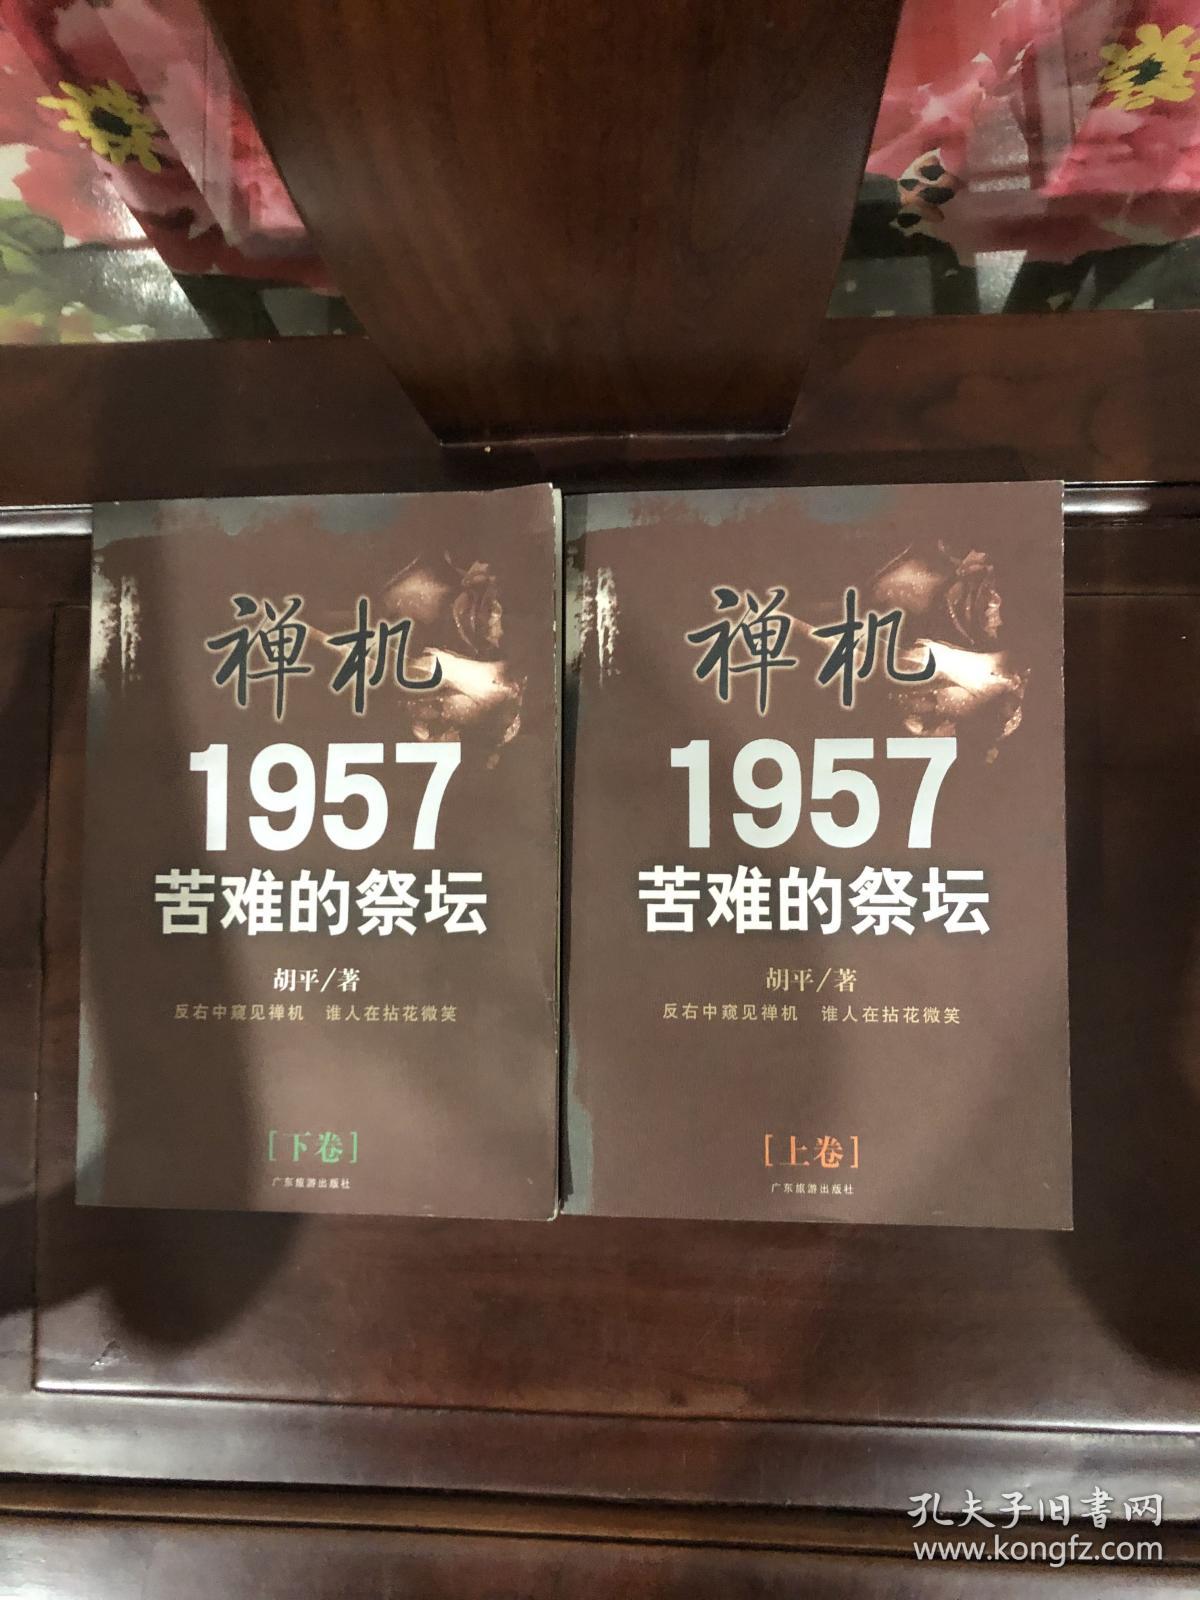 禅机
1957
苦难的祭坛
胡平/著
反右中窥见禅机 谁人在拈花微笑
[下卷]
广东旅游出版社
禅机
1957
苦难的祭坛
胡平/著
反右中窥见禅机 谁人在拈花微笑
[上卷]
广东旅游出版社
孔夫子旧书网
www.kongfz.com